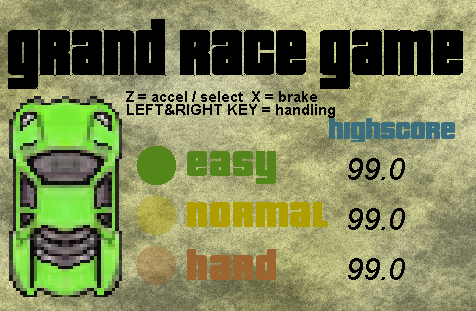 GRAND RACE GAME
Z = accel / select X = brake
LEFT&RIGHT KEY = handling
HIGHSCORE
EASY 99.0
NORMAL 99.0
HARD 99.0